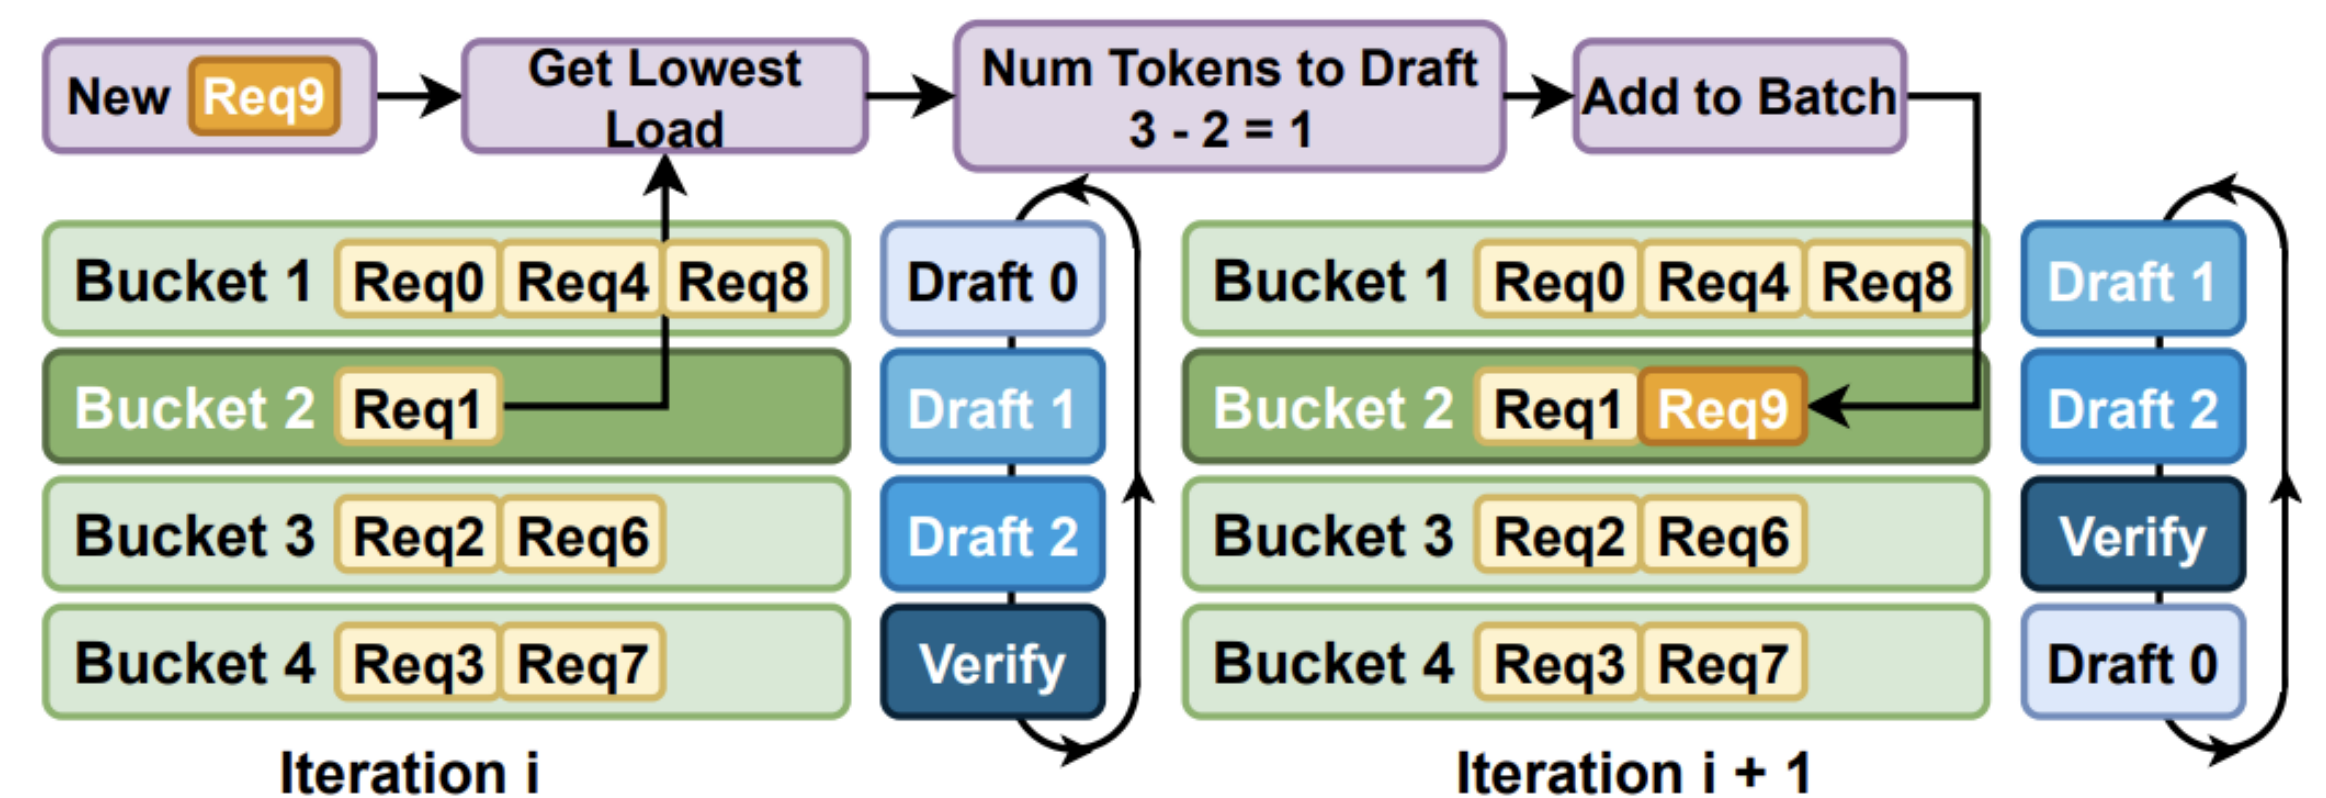 New Req9
Get Lowest
Load
Num Tokens to Draft
3 - 2 = 1
Add to Batch
Bucket 1 Req0 Req4 Req8
Bucket 2 Req1
Bucket 3 Req2 Req6
Bucket 4 Req3 Req7
Draft 0
Draft 1
Draft 2
Verify
Iteration i
Bucket 1 Req0 Req4 Req8
Bucket 2 Req1 Req9
Bucket 3 Req2 Req6
Bucket 4 Req3 Req7
Draft 1
Draft 2
Verify
Draft 0
Iteration i + 1